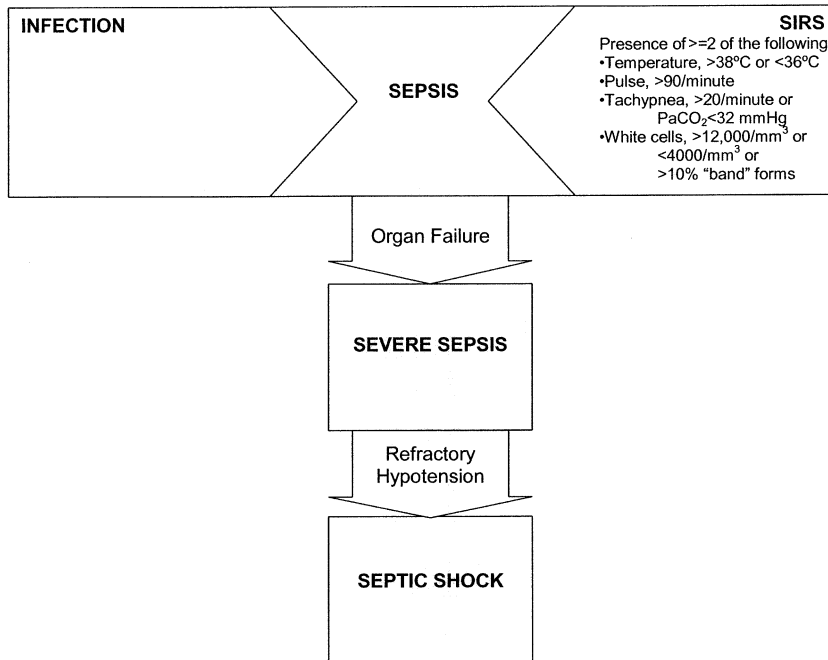 INFECTION
SEPSIS
SIRS
Presence of >=2 of the following
•Temperature, >38ºC or <36ºC
•Pulse, >90/minute
•Tachypnea, >20/minute or
PaCO₂<32 mmHg
•White cells, >12,000/mm³ or
<4000/mm³ or
>10% “band” forms
Organ Failure
SEVERE SEPSIS
Refractory
Hypotension
SEPTIC SHOCK